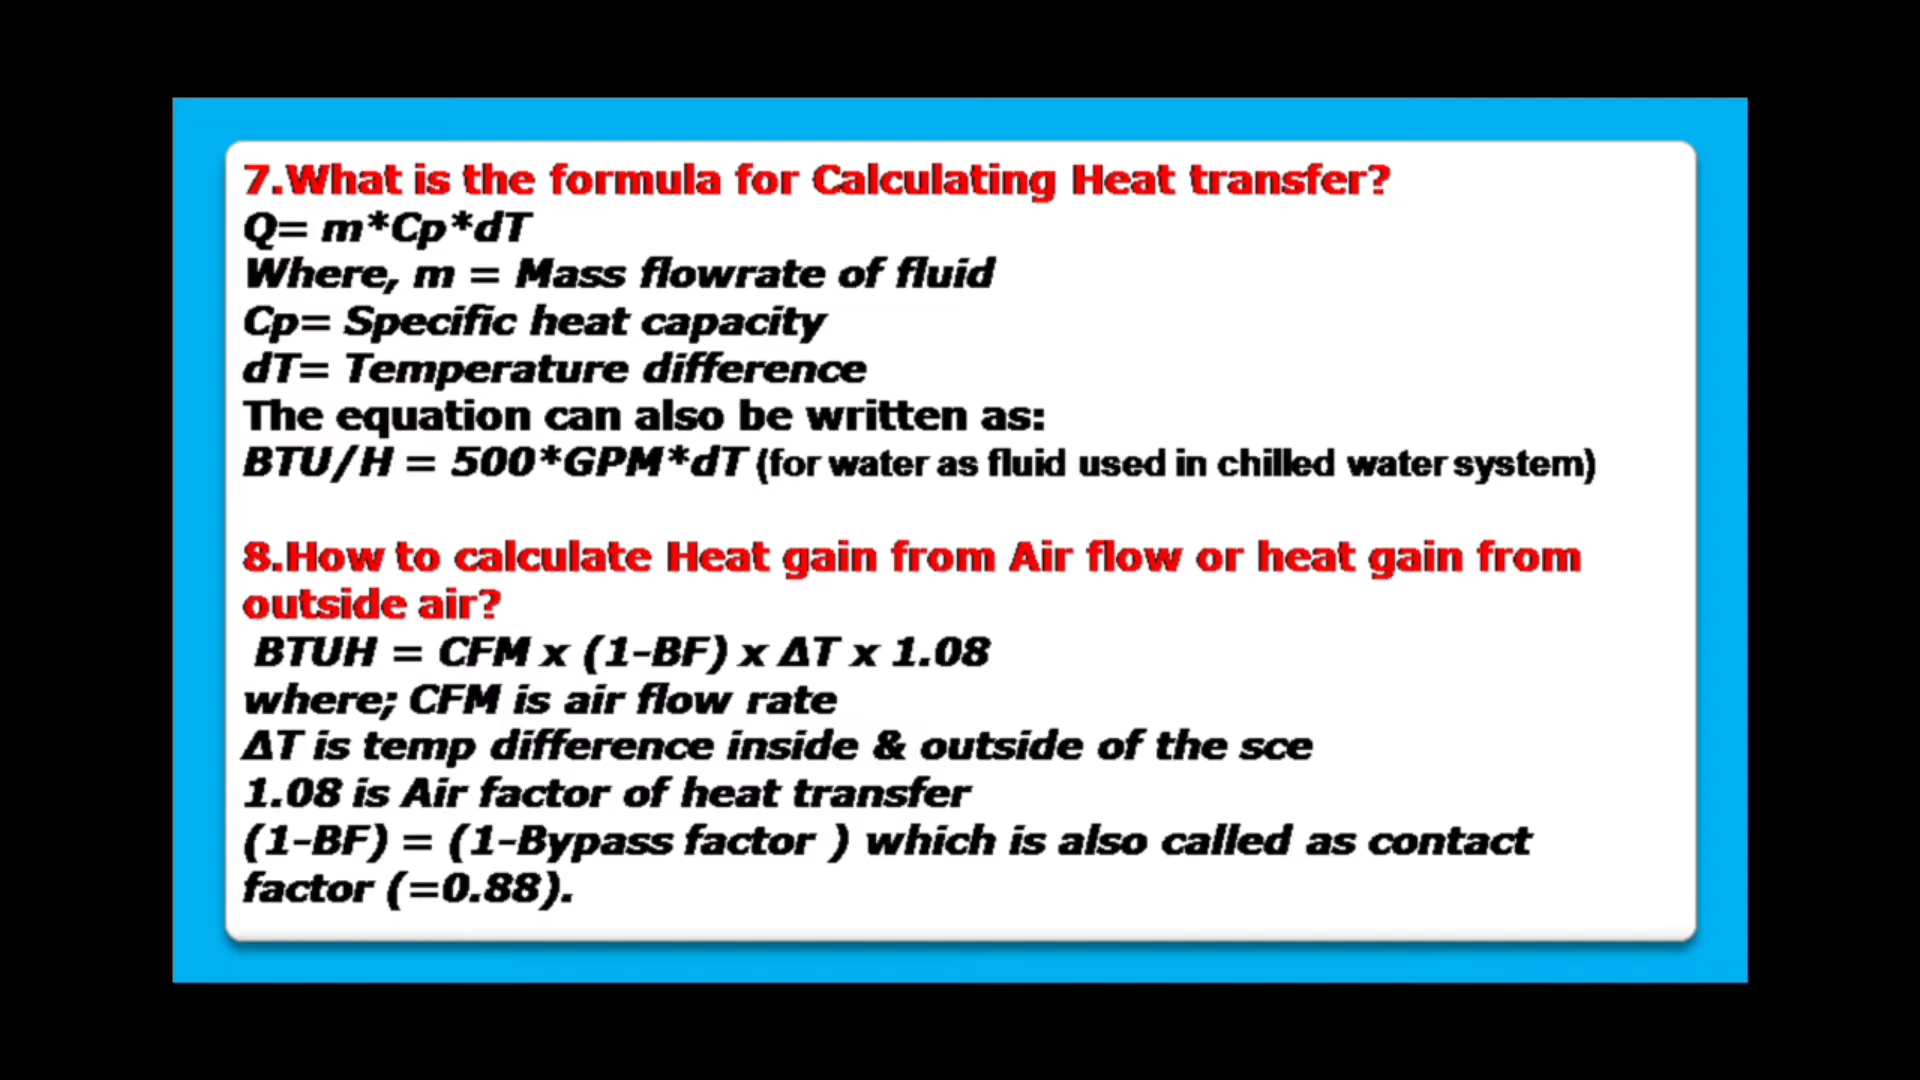 7.What is the formula for Calculating Heat transfer?
Q= m*Cp*dT
Where, m = Mass flowrate of fluid
Cp= Specific heat capacity
dT= Temperature difference
The equation can also be written as:
BTU/H = 500*GPM*dT (for water as fluid used in chilled water system)
8.How to calculate Heat gain from Air flow or heat gain from
outside air?
BTUH = CFM x (1-BF) x ΔT x 1.08
where; CFM is air flow rate
ΔT is temp difference inside & outside of the sce
1.08 is Air factor of heat transfer
(1-BF) = (1-Bypass factor ) which is also called as contact
factor (=0.88).